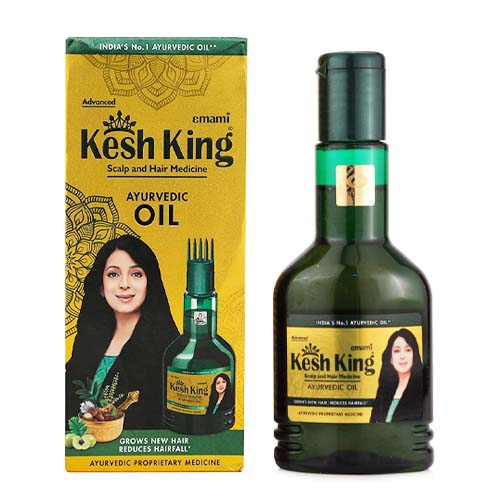 INDIA'S No.1 AYURVEDIC OIL**
Advanced
emami
Kesh King®
Scalp and Hair Medicine
AYURVEDIC
OIL
GROWS NEW HAIR
REDUCES HAIRFALL*
AYURVEDIC PROPRIETARY MEDICINE
INDIA'S No.1 AYURVEDIC OIL**
emami
Kesh King
Scalp and Hair Medicine
AYURVEDIC OIL
GROWS NEW HAIR | REDUCES HAIRFALL*
AYURVEDIC PROPRIETARY MEDICINE
Kesh King